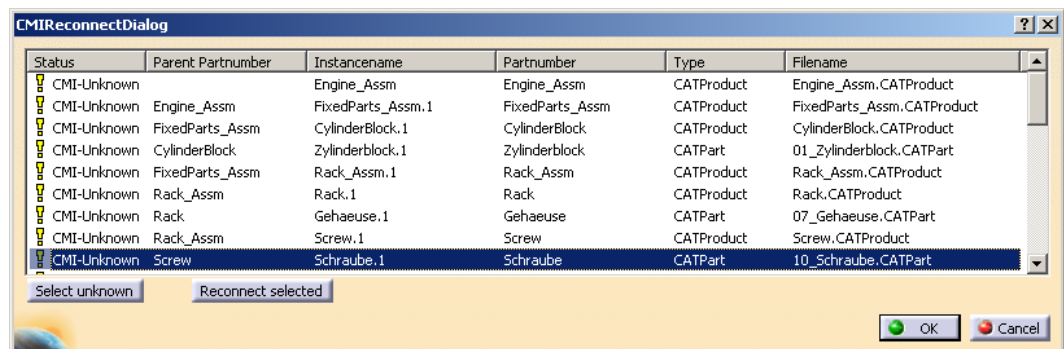 CMIReconnectDialog
Status Parent Partnumber Instancename Partnumber Type Filename
CMI-Unknown Engine_Assm Engine_Assm CATProduct Engine_Assm.CATProduct
CMI-Unknown Engine_Assm FixedParts_Assm.1 FixedParts_Assm CATProduct FixedParts_Assm.CATProduct
CMI-Unknown FixedParts_Assm CylinderBlock.1 CylinderBlock CATProduct CylinderBlock.CATProduct
CMI-Unknown CylinderBlock Zylinderblock.1 Zylinderblock CATPart 01_Zylinderblock.CATPart
CMI-Unknown FixedParts_Assm Rack_Assm.1 Rack_Assm CATProduct Rack_Assm.CATProduct
CMI-Unknown Rack_Assm Rack.1 Rack CATProduct Rack.CATProduct
CMI-Unknown Rack Gehaeuse.1 Gehaeuse CATPart 07_Gehaeuse.CATPart
CMI-Unknown Rack_Assm Screw.1 Screw CATProduct Screw.CATProduct
CMI-Unknown Screw Schraube.1 Schraube CATPart 10_Schraube.CATPart
Select unknown Reconnect selected
OK Cancel